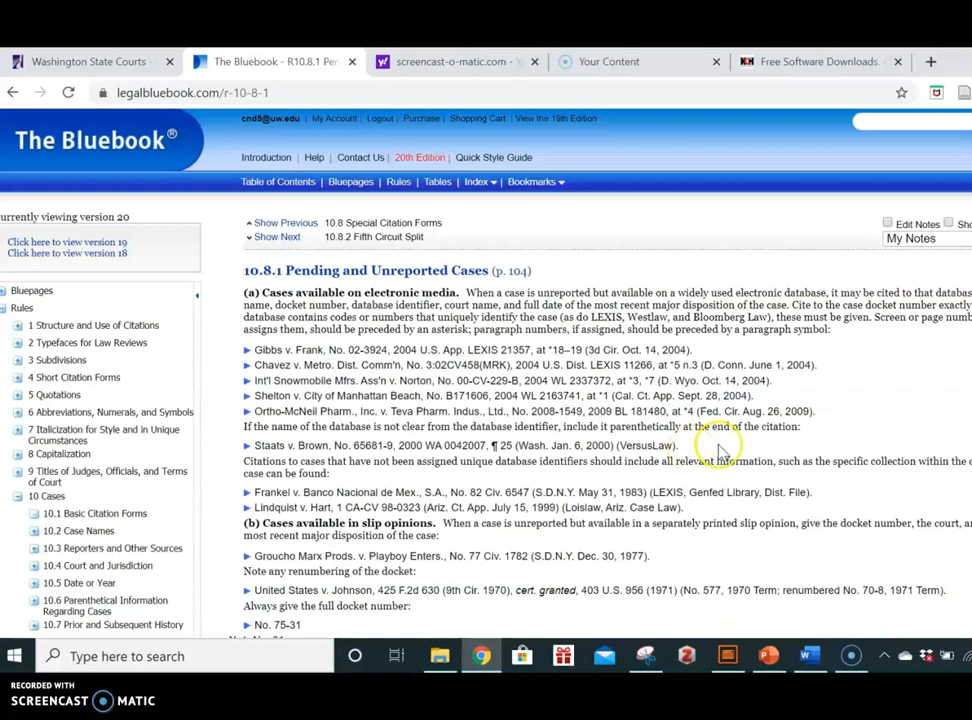 Washington State Courts -
The Bluebook - R10.8.1 Pe
screencast-o-matic.com -
Your Content
Free Software Downloads.
legalbluebook.com/r-10-8-1
The Bluebook®
cnd5@uw.edu | My Account | Logout | Purchase | Shopping Cart | View the 19th Edition
Introduction | Help | Contact Us | 20th Edition | Quick Style Guide
Table of Contents | Bluepages | Rules | Tables | Index | Bookmarks
urrently viewing version 20
Click here to view version 19
Click here to view version 18
Bluepages
Rules
1 Structure and Use of Citations
2 Typefaces for Law Reviews
3 Subdivisions
4 Short Citation Forms
5 Quotations
6 Abbreviations, Numerals, and Symbols
7 Italicization for Style and in Unique
Circumstances
8 Capitalization
9 Titles of Judges, Officials, and Terms
of Court
10 Cases
10.1 Basic Citation Forms
10.2 Case Names
10.3 Reporters and Other Sources
10.4 Court and Jurisdiction
10.5 Date or Year
10.6 Parenthetical Information
Regarding Cases
10.7 Prior and Subsequent History
Show Previous 10.8 Special Citation Forms
Show Next 10.8.2 Fifth Circuit Split
Edit Notes Sho
My Notes
10.8.1 Pending and Unreported Cases (p. 104)
(a) Cases available on electronic media. When a case is unreported but available on a widely used electronic database, it may be cited to that databas
name, docket number, database identifier, court name, and full date of the most recent major disposition of the case. Cite to the case docket number exactly
database contains codes or numbers that uniquely identify the case (as do LEXIS, Westlaw, and Bloomberg Law), these must be given. Screen or page num
assigns them, should be preceded by an asterisk; paragraph numbers, if assigned, should be preceded by a paragraph symbol:
Gibbs v. Frank, No. 02-3924, 2004 U.S. App. LEXIS 21357, at *18–19 (3d Cir. Oct. 14, 2004).
Chavez v. Metro. Dist. Comm'n, No. 3:02CV458(MRK), 2004 U.S. Dist. LEXIS 11266, at *5 n.3 (D. Conn. June 1, 2004).
Int'l Snowmobile Mfrs. Ass'n v. Norton, No. 00-CV-229-B, 2004 WL 2337372, at *3, *7 (D. Wyo. Oct. 14, 2004).
Shelton v. City of Manhattan Beach, No. B171606, 2004 WL 2163741, at *1 (Cal. Ct. App. Sept. 28, 2004).
Ortho-McNeil Pharm., Inc. v. Teva Pharm. Indus., Ltd., No. 2008-1549, 2009 BL 181480, at *4 (Fed. Cir. Aug. 26, 2009).
If the name of the database is not clear from the database identifier, include it parenthetically at the end of the citation:
Staats v. Brown, No. 65681-9, 2000 WA 0042007, ¶ 25 (Wash. Jan. 6, 2000) (VersusLaw).
Citations to cases that have not been assigned unique database identifiers should include all relevant information, such as the specific collection within the
case can be found:
Frankel v. Banco Nacional de Mex., S.A., No. 82 Civ. 6547 (S.D.N.Y. May 31, 1983) (LEXIS, Genfed Library, Dist. File).
Lindquist v. Hart, 1 CA-CV 98-0323 (Ariz. Ct. App. July 15, 1999) (Loislaw, Ariz. Case Law).
(b) Cases available in slip opinions. When a case is unreported but available in a separately printed slip opinion, give the docket number, the court, an
most recent major disposition of the case:
Groucho Marx Prods. v. Playboy Enters., No. 77 Civ. 1782 (S.D.N.Y. Dec. 30, 1977).
Note any renumbering of the docket:
United States v. Johnson, 425 F.2d 630 (9th Cir. 1970), cert. granted, 403 U.S. 956 (1971) (No. 577, 1970 Term; renumbered No. 70-8, 1971 Term).
Always give the full docket number:
No. 75-31
Type here to search
RECORDED WITH
SCREENCAST MATIC